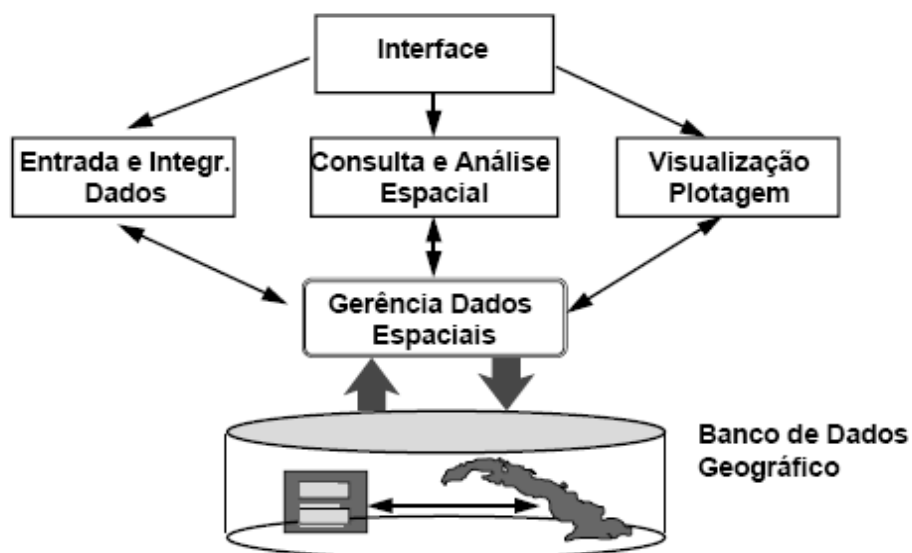 Interface
Entrada e Integr.
Dados
Consulta e Análise
Espacial
Visualização
Plotagem
Gerência Dados
Espaciais
Banco de Dados
Geográfico